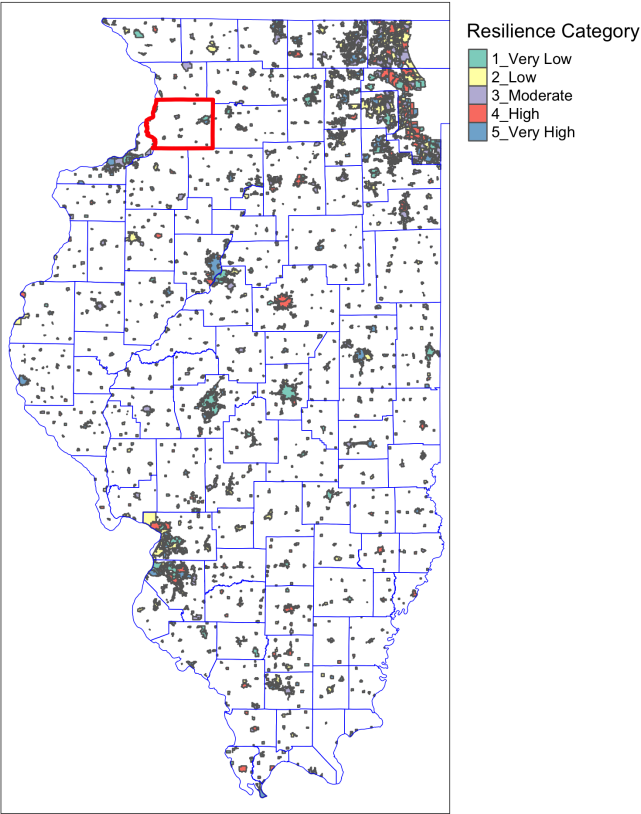 Resilience Category
1_Very Low
2_Low
3_Moderate
4_High
5_Very High